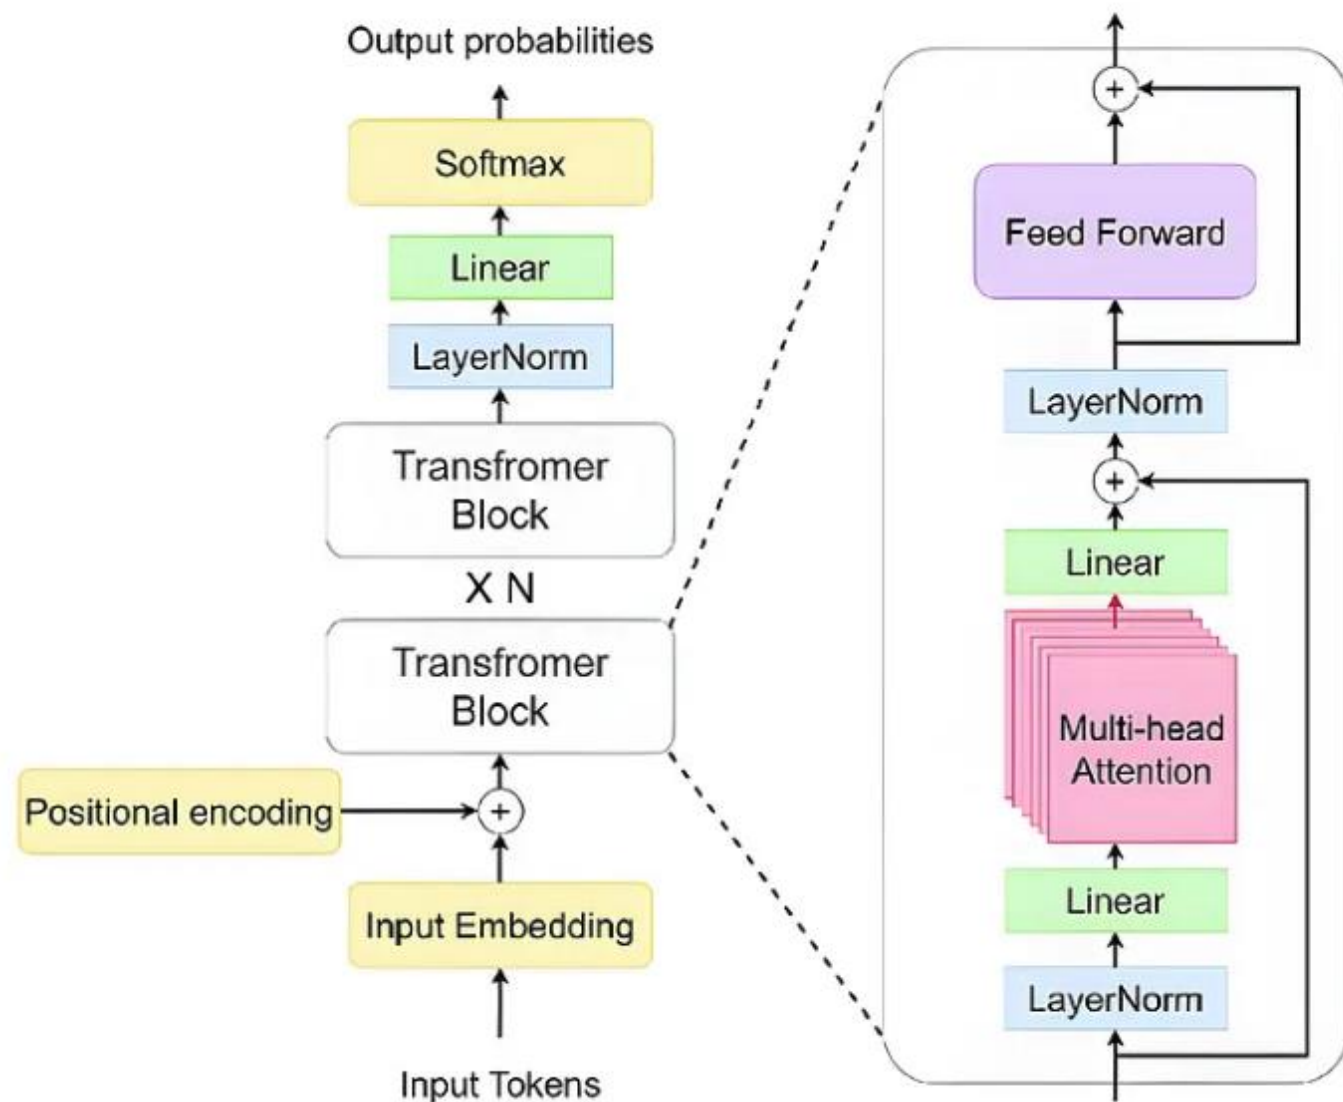 Output probabilities
Softmax
Linear
LayerNorm
Transfromer
Block
X N
Transfromer
Block
Positional encoding
+
Input Embedding
Input Tokens
+
Feed Forward
LayerNorm
+
Linear
Multi-head
Attention
Linear
LayerNorm